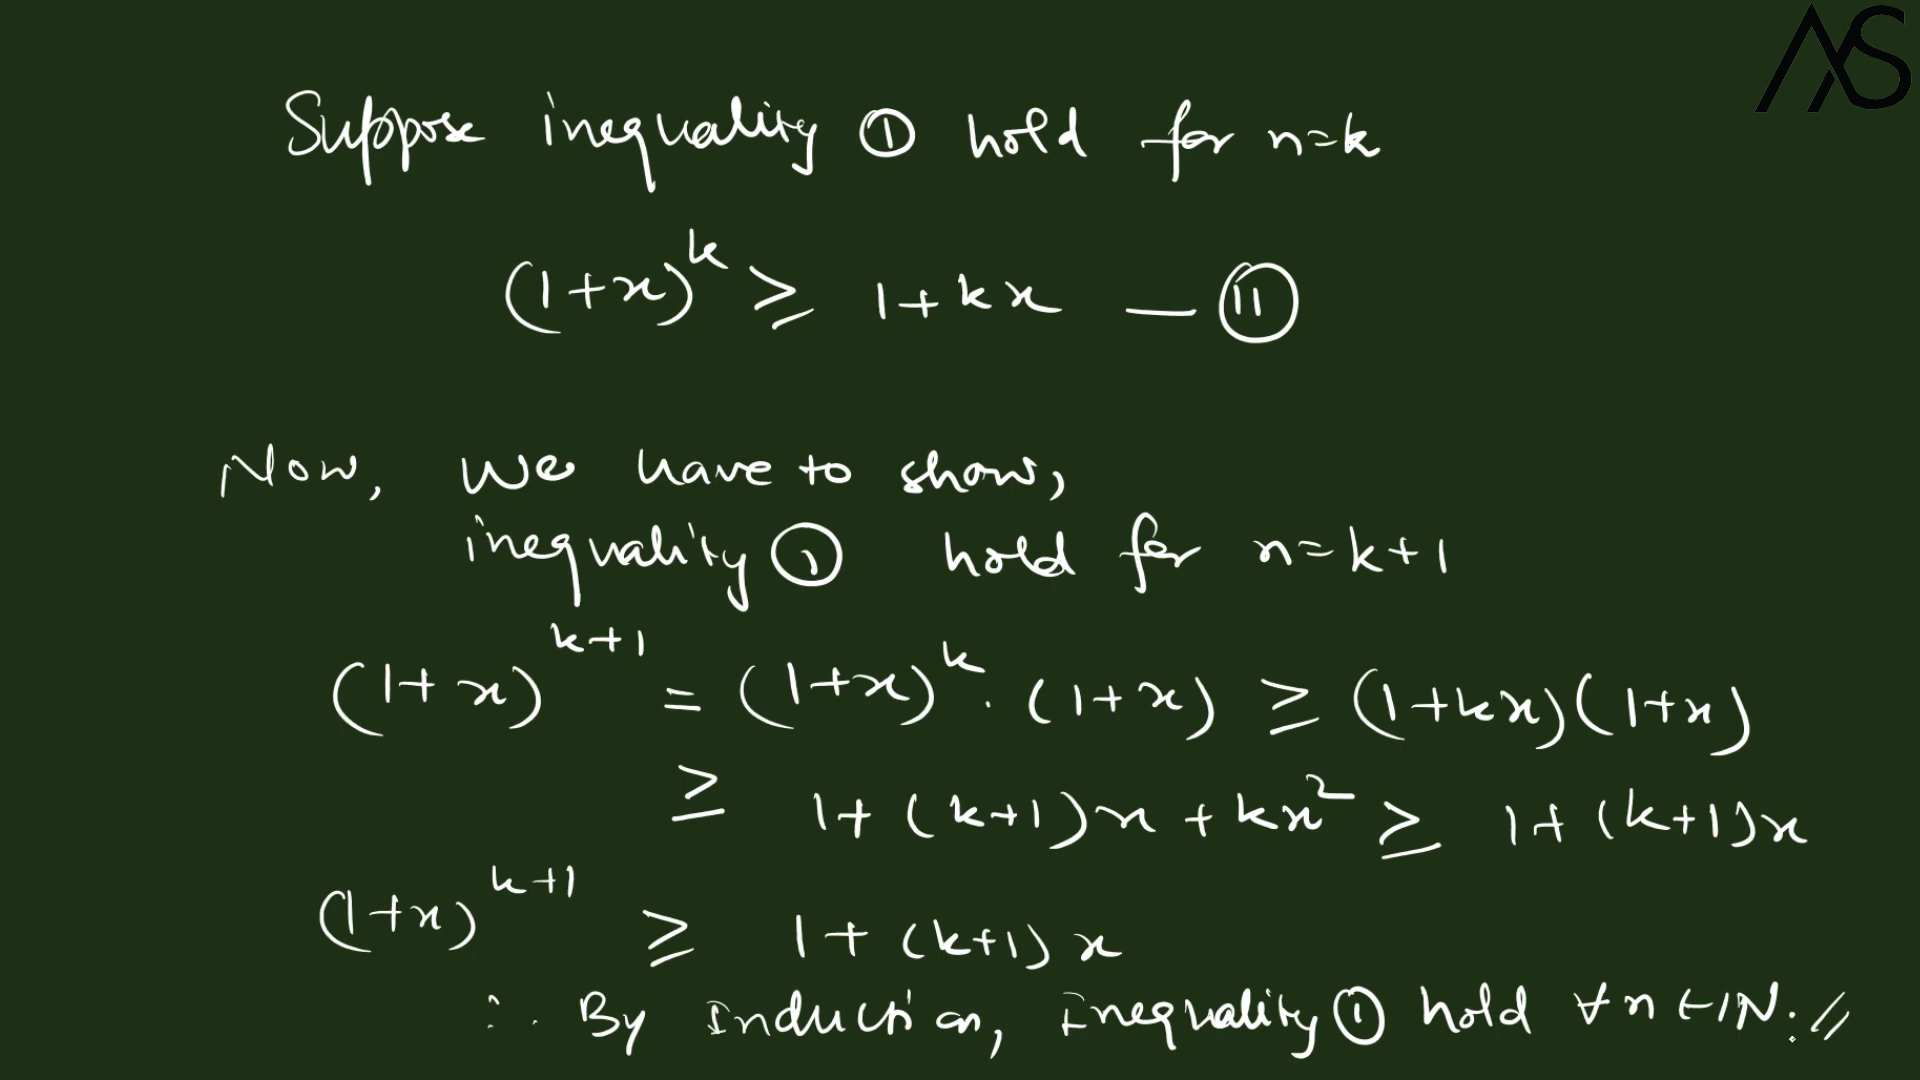 AS
Suppose inequality ① hold for n=k
(1+x)^k ≥ 1+kx — ⑪
Now, we have to show,
inequality ① hold for n=k+1
(1+x)^{k+1} = (1+x)^k . (1+x) ≥ (1+kx)(1+x)
≥ 1+(k+1)x+kx² ≥ 1+(k+1)x
(1+x)^{k+1} ≥ 1+(k+1)x
∴ By Induction, Inequality ① hold ∀ n ∈ IN. //